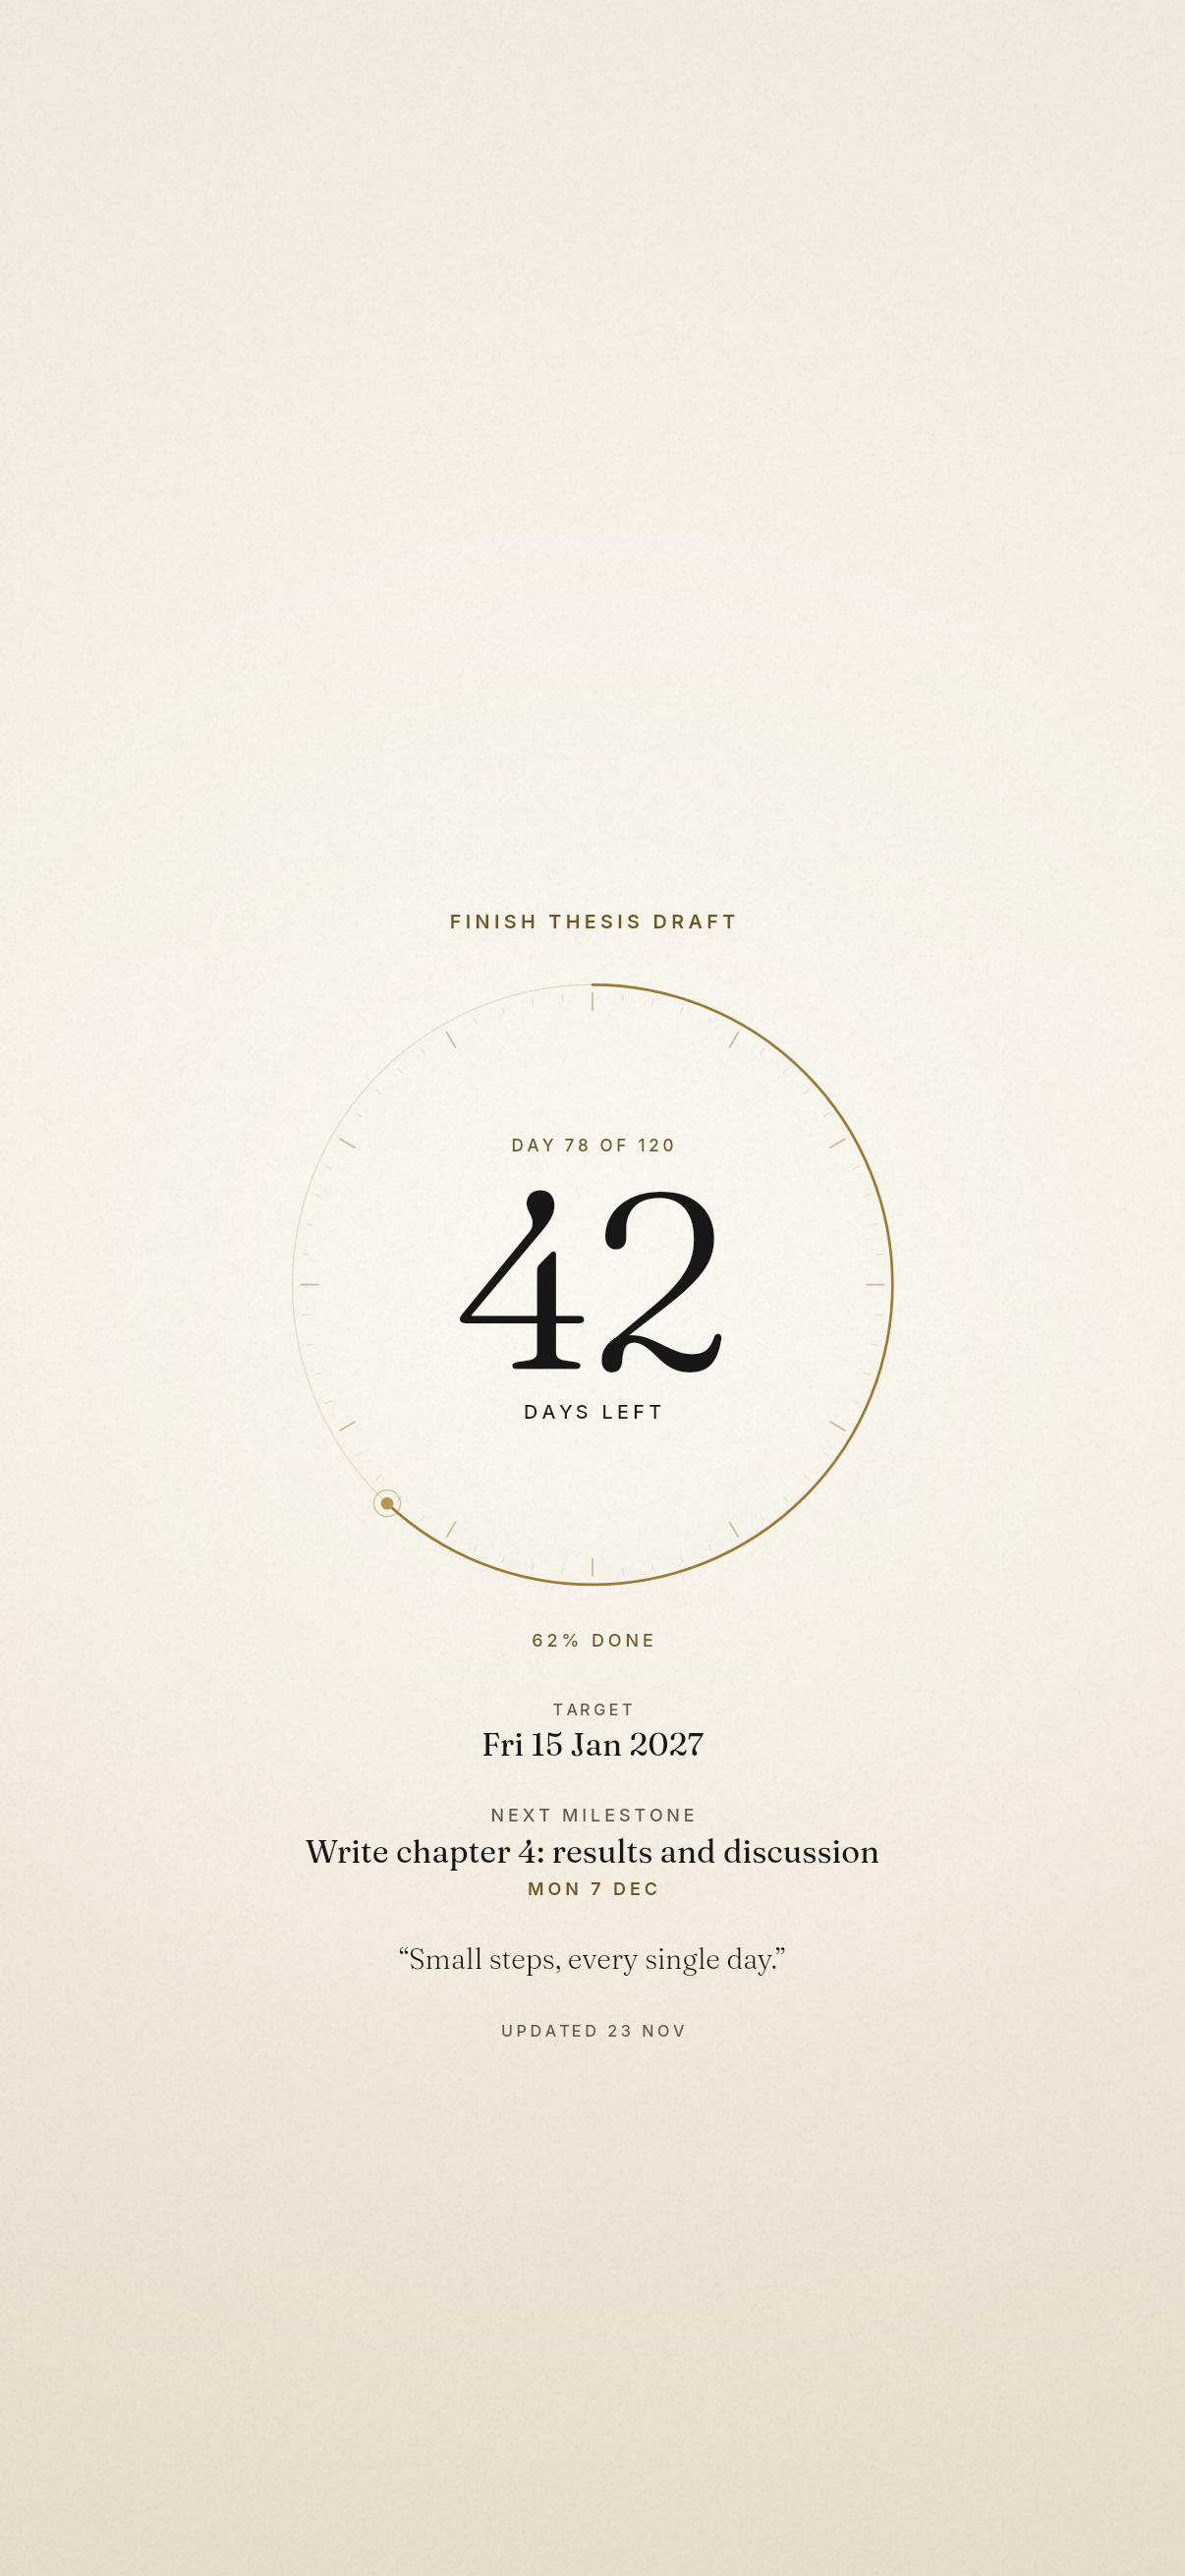 FINISH THESIS DRAFT
DAY 78 OF 120
42
DAYS LEFT
62% DONE
TARGET
Fri 15 Jan 2027
NEXT MILESTONE
Write chapter 4: results and discussion
MON 7 DEC
“Small steps, every single day.”
UPDATED 23 NOV